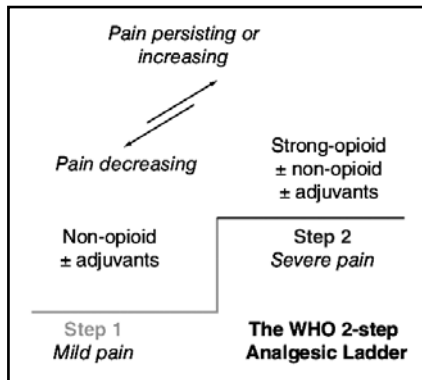 Pain persisting or
increasing
Pain decreasing
Strong-opioid
± non-opioid
± adjuvants
Non-opioid
± adjuvants
Step 2
Severe pain
Step 1
Mild pain
The WHO 2-step
Analgesic Ladder